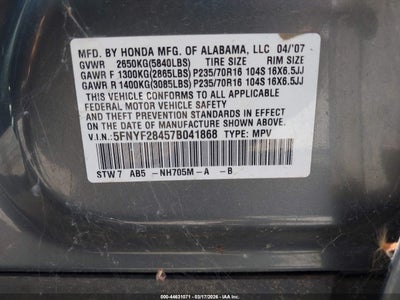 MFD. BY HONDA MFG. OF ALABAMA, LLC 04/'07
GVWR 2650KG(5840LBS) TIRE SIZE RIM SIZE
GAWR F 1300KG(2865LBS) P235/70R16 104S 16X6.5JJ
GAWR R 1400KG(3085LBS) P235/70R16 104S 16X6.5JJ
THIS VEHICLE CONFORMS TO ALL APPLICABLE
FEDERAL MOTOR VEHICLE SAFETY AND
THEFT PREVENTION STANDARDS IN EFFECT
ON THE DATE OF MANUFACTURE SHOWN ABOVE.
V.I.N.:5FNYF28457B041868 TYPE: MPV
STW7 AB5 -NH705M-A -B
000-44631071 - 03/17/2026 - IAA